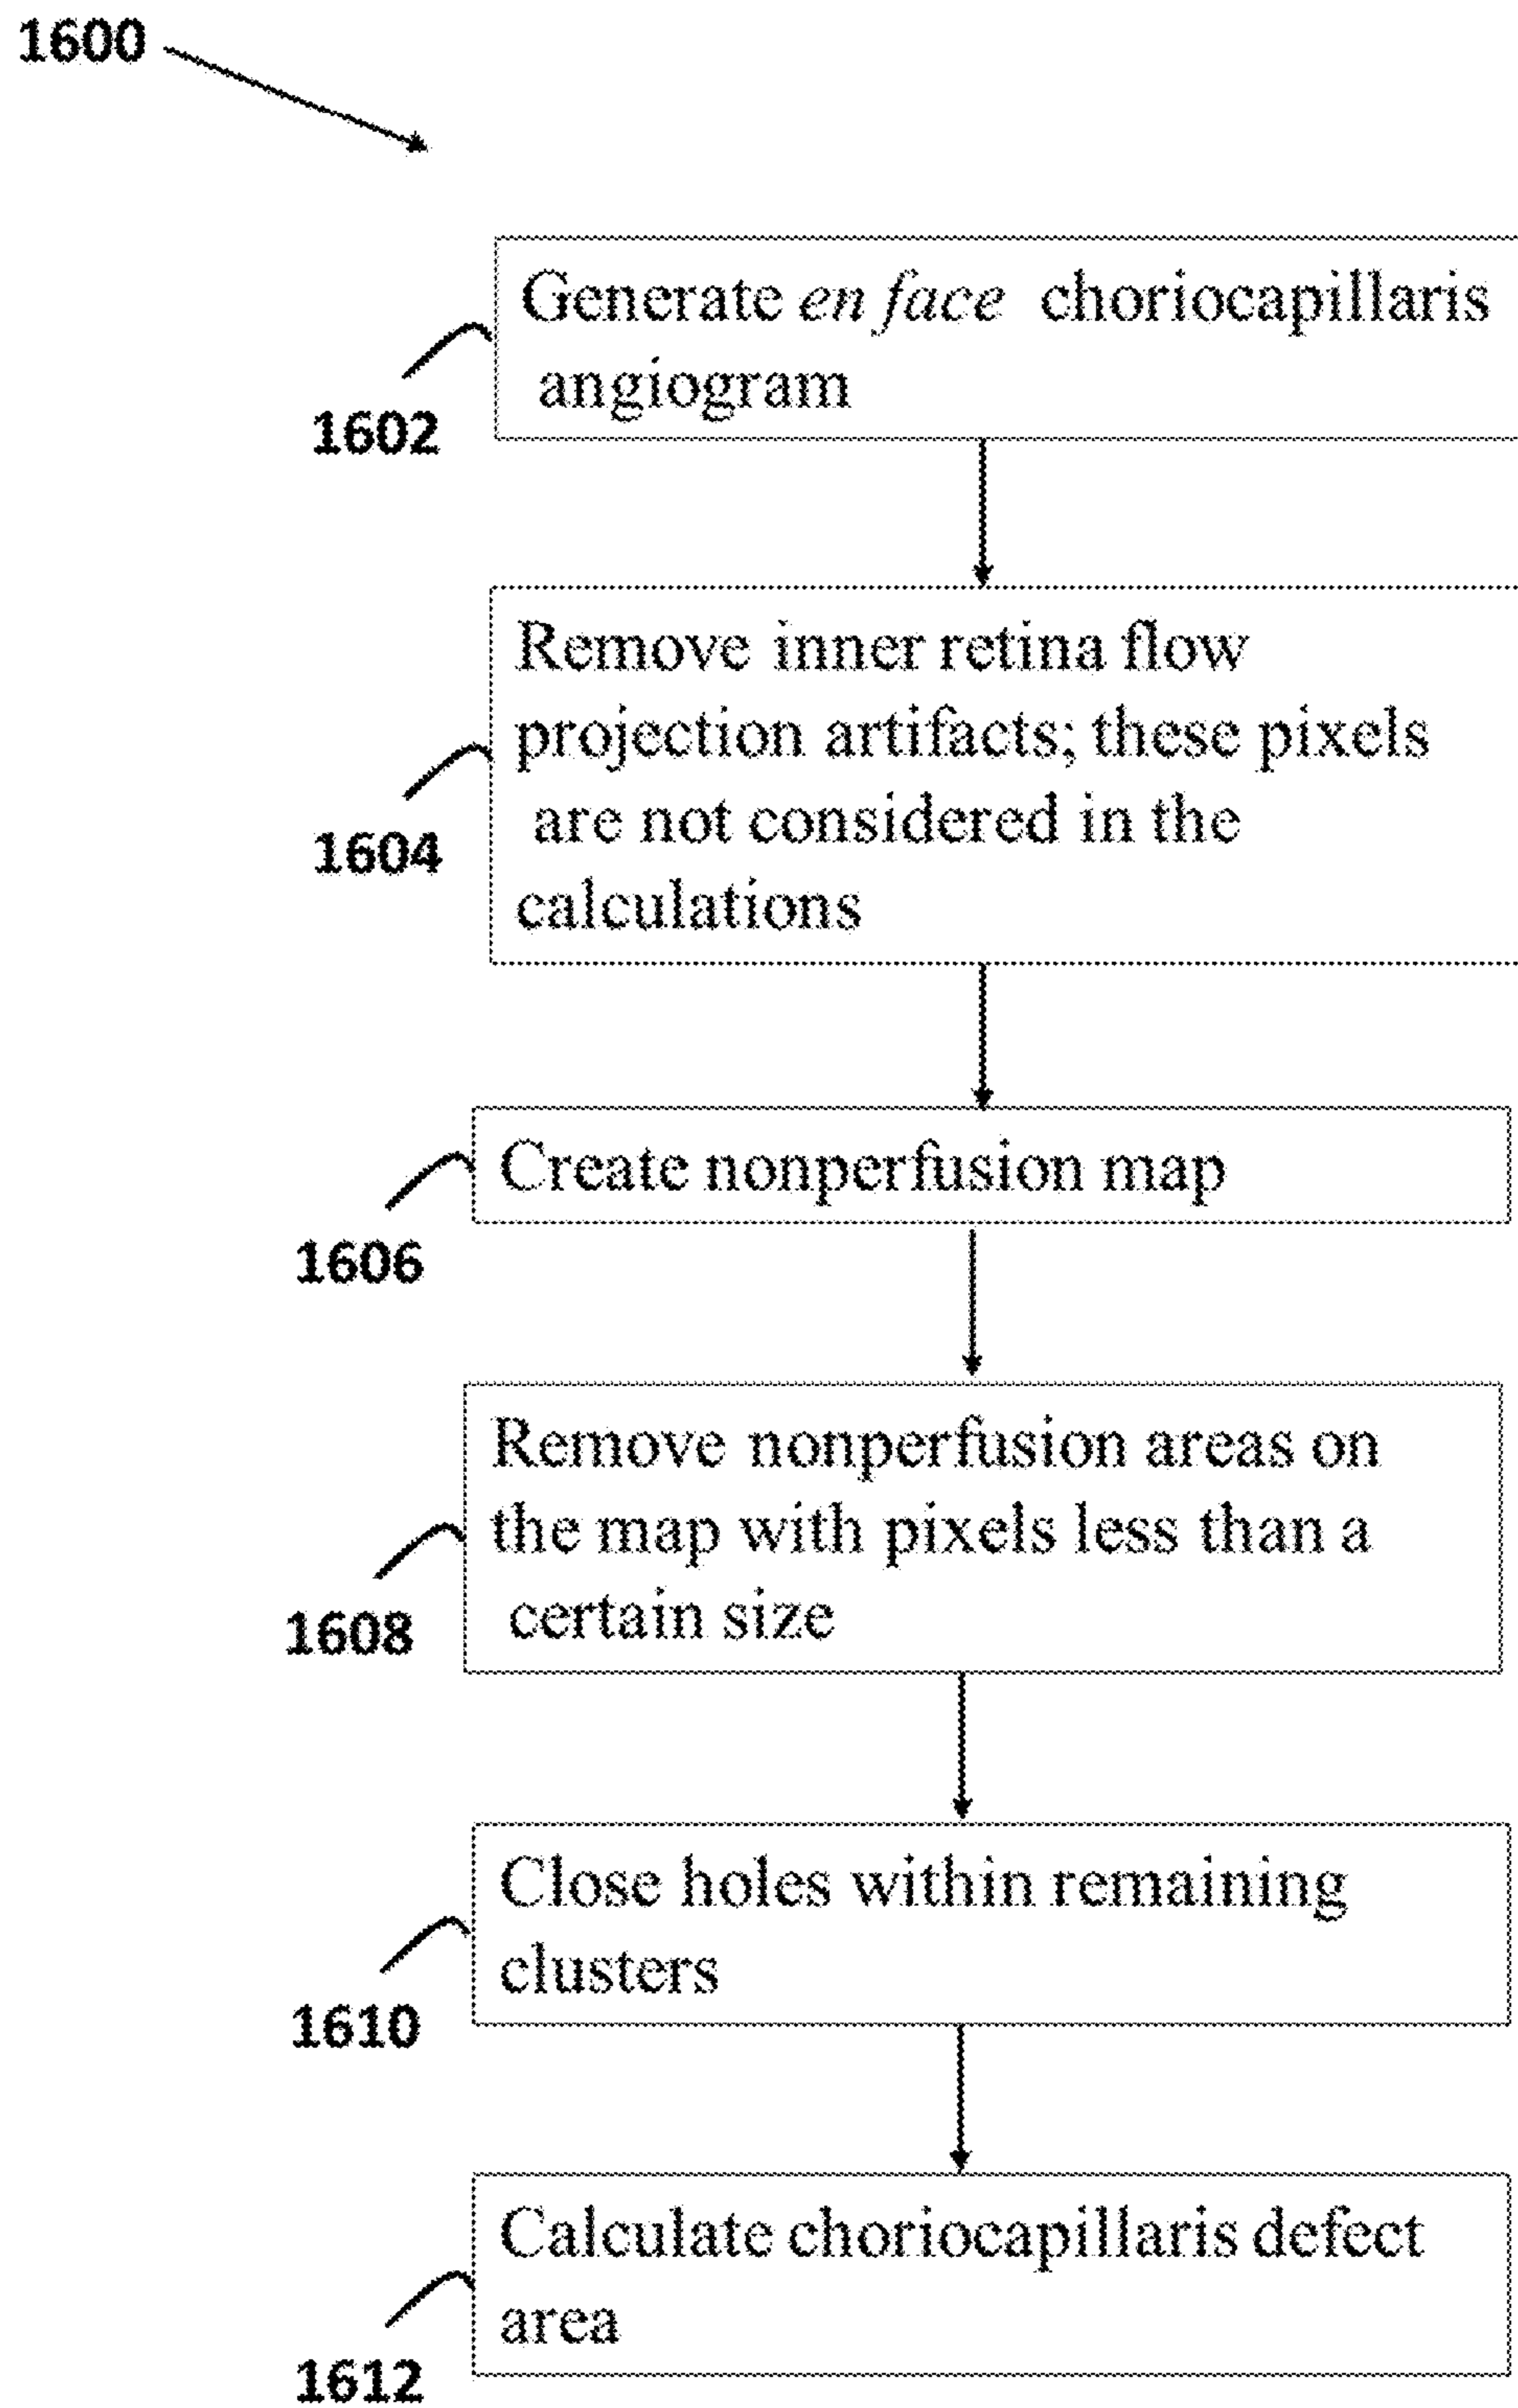 1600
Generate en face choriocapillaris
angiogram
1602
Remove inner retina flow
projection artifacts; these pixels
are not considered in the
calculations
1604
Create nonperfusion map
1606
Remove nonperfusion areas on
the map with pixels less than a
certain size
1608
Close holes within remaining
clusters
1610
Calculate choriocapillaris defect
area
1612